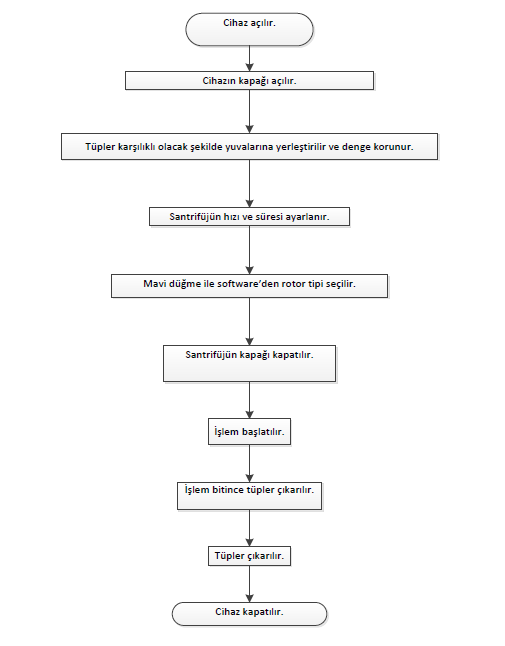 Cihaz açılır.
Cihazın kapağı açılır.
Tüpler karşılıklı olacak şekilde yuvalarına yerleştirilir ve denge korunur.
Santrifüjün hızı ve süresi ayarlanır.
Mavi düğme ile software’den rotor tipi seçilir.
Santrifüjün kapağı kapatılır.
İşlem başlatılır.
İşlem bitince tüpler çıkarılır.
Tüpler çıkarılır.
Cihaz kapatılır.